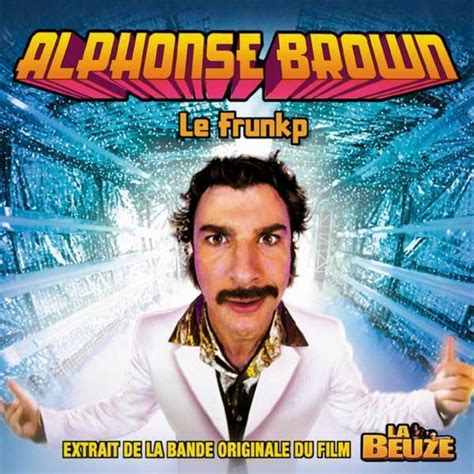 ALPHONSE BROWN
Le frunkp
EXTRAIT DE LA BANDE ORIGINALE DU FILM
LA
BEUZE